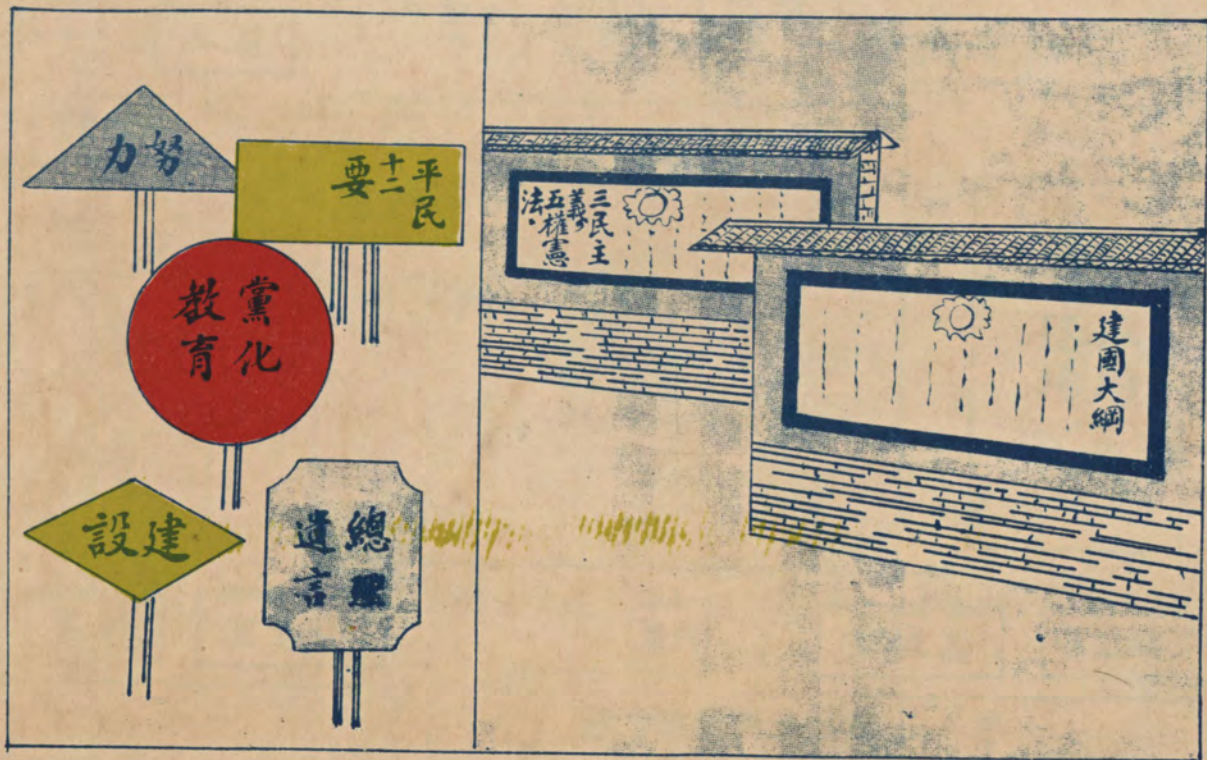 努
力
平民
十二
要
黨化
教育
建
設
總理
遺言
三民主
義
五權憲
法
建國大綱